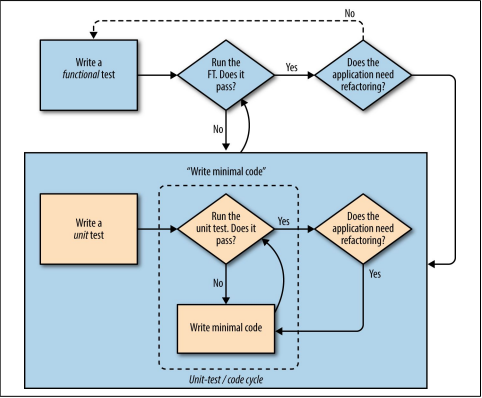 No
Write a
functional test
Run the
FT. Does it
pass?
Yes
Does the
application need
refactoring?
No
“Write minimal code”
Write a
unit test
Run the
unit test. Does it
pass?
Yes
Does the
application need
refactoring?
No
Yes
Write minimal code
Unit-test / code cycle